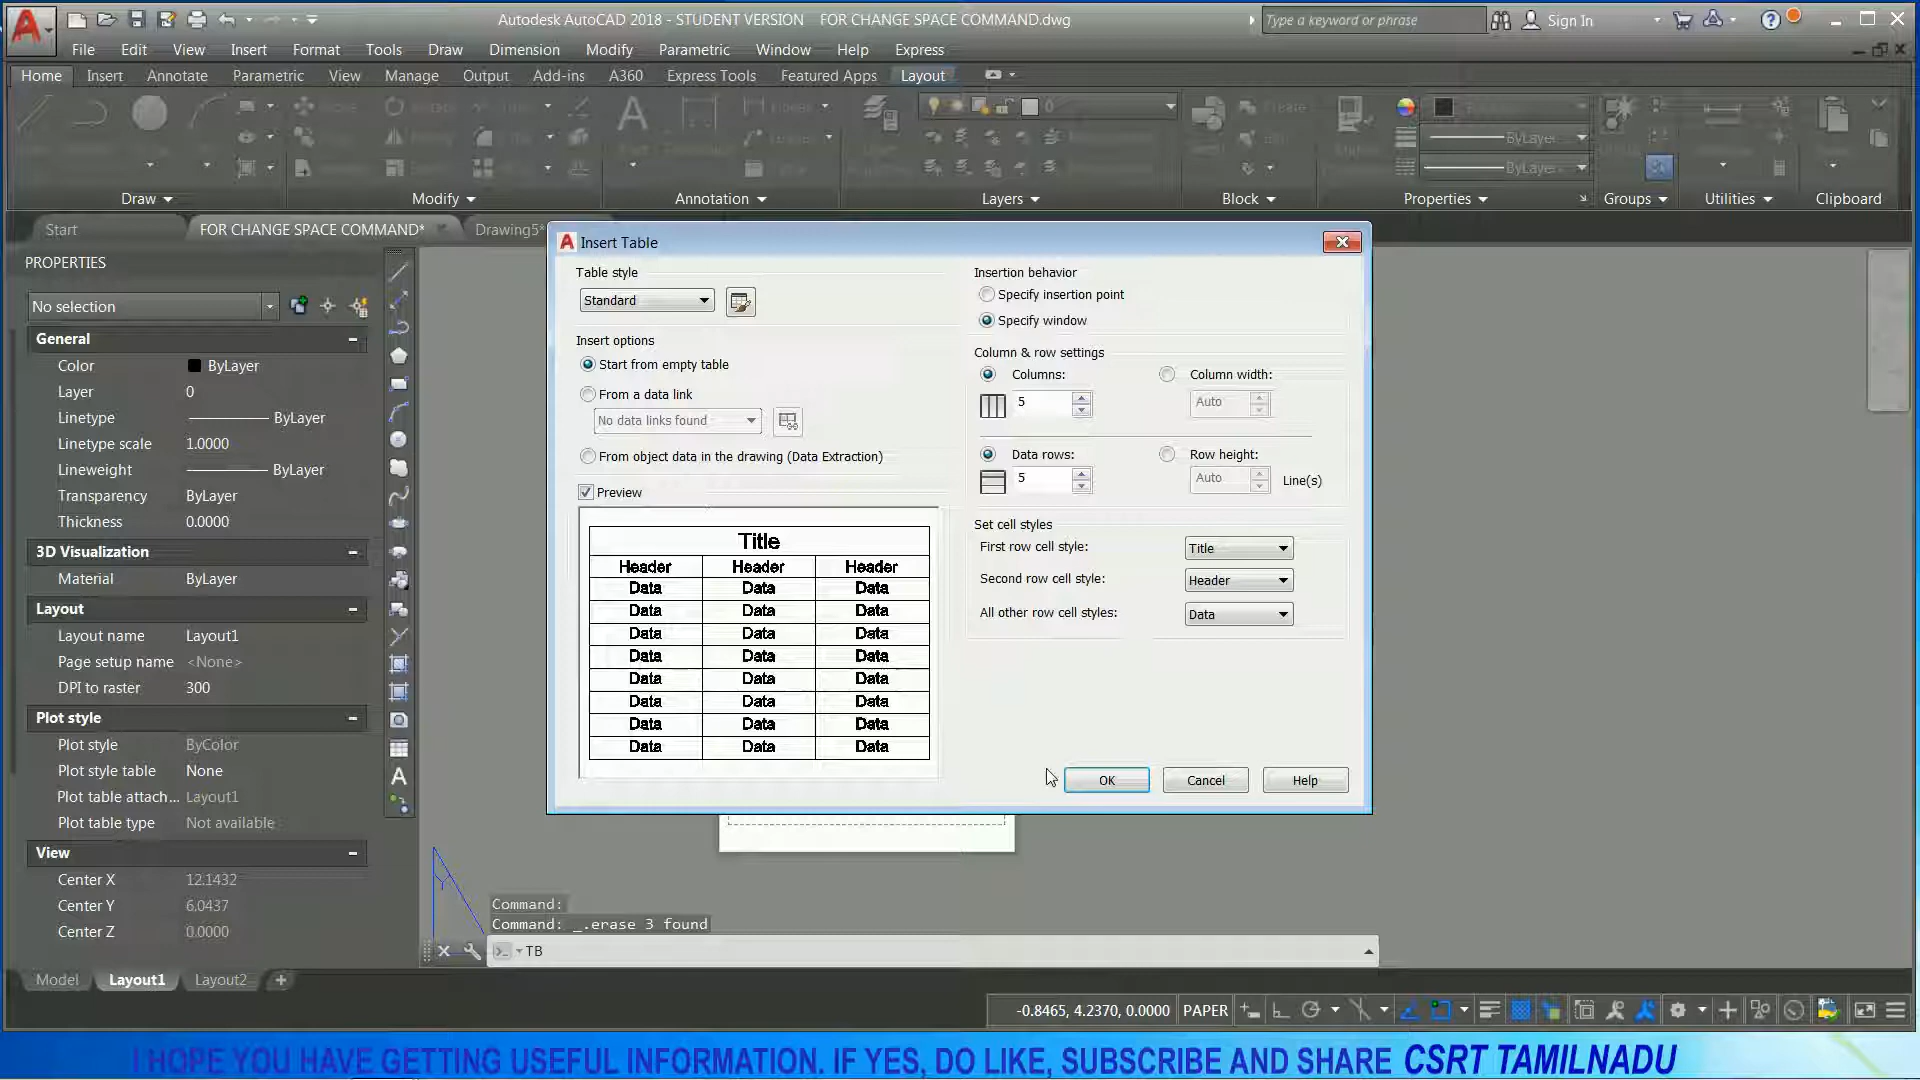 Autodesk AutoCAD 2018 - STUDENT VERSION FOR CHANGE SPACE COMMAND.dwg
Type a keyword or phrase
Sign In
File Edit View Insert Format Tools Draw Dimension Modify Parametric Window Help Express
Home Insert Annotate Parametric View Manage Output Add-ins A360 Express Tools Featured Apps Layout
0
ByLayer
ByLayer
Draw Modify Annotation Layers Block Properties Groups Utilities Clipboard
Start FOR CHANGE SPACE COMMAND* Drawing5*
PROPERTIES
No selection
General
Color ByLayer
Layer 0
Linetype ByLayer
Linetype scale 1.0000
Lineweight ByLayer
Transparency ByLayer
Thickness 0.0000
3D Visualization
Material ByLayer
Layout
Layout name Layout1
Page setup name <None>
DPI to raster 300
Plot style
Plot style ByColor
Plot style table None
Plot table attach... Layout1
Plot table type Not available
View
Center X 12.1432
Center Y 6.0437
Center Z 0.0000
Insert Table
Table style
Standard
Insert options
Start from empty table
From a data link
No data links found
From object data in the drawing (Data Extraction)
Preview
Title
Header Header Header
Data Data Data
Data Data Data
Data Data Data
Data Data Data
Data Data Data
Data Data Data
Data Data Data
Data Data Data
Insertion behavior
Specify insertion point
Specify window
Column & row settings
Columns: Column width:
5 Auto
Data rows: Row height:
5 Auto Line(s)
Set cell styles
First row cell style: Title
Second row cell style: Header
All other row cell styles: Data
OK Cancel Help
Command:
Command: _.erase 3 found
TB
Model Layout1 Layout2 +
-0.8465, 4.2370, 0.0000 PAPER
I HOPE YOU HAVE GETTING USEFUL INFORMATION. IF YES, DO LIKE, SUBSCRIBE AND SHARE CSRT TAMILNADU